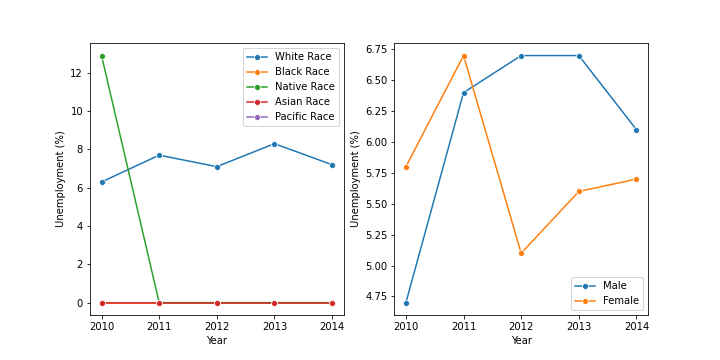 Unemployment (%)
12
10
8
6
4
2
0
2010 2011 2012 2013 2014
Year
White Race
Black Race
Native Race
Asian Race
Pacific Race
Unemployment (%)
6.75
6.50
6.25
6.00
5.75
5.50
5.25
5.00
4.75
2010 2011 2012 2013 2014
Year
Male
Female